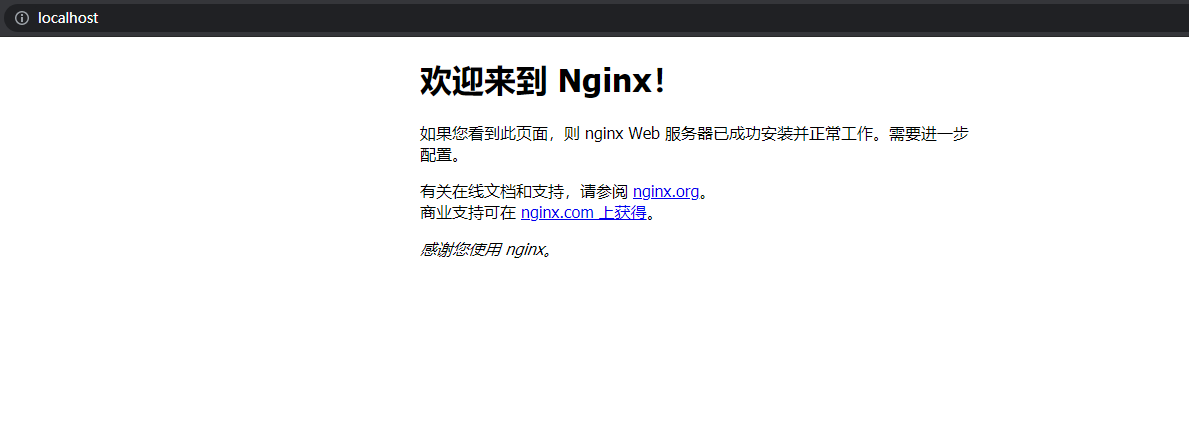 localhost
欢迎来到 Nginx！
如果您看到此页面，则 nginx Web 服务器已成功安装并正常工作。需要进一步
配置。
有关在线文档和支持，请参阅 nginx.org。
商业支持可在 nginx.com 上获得。
感谢您使用 nginx。